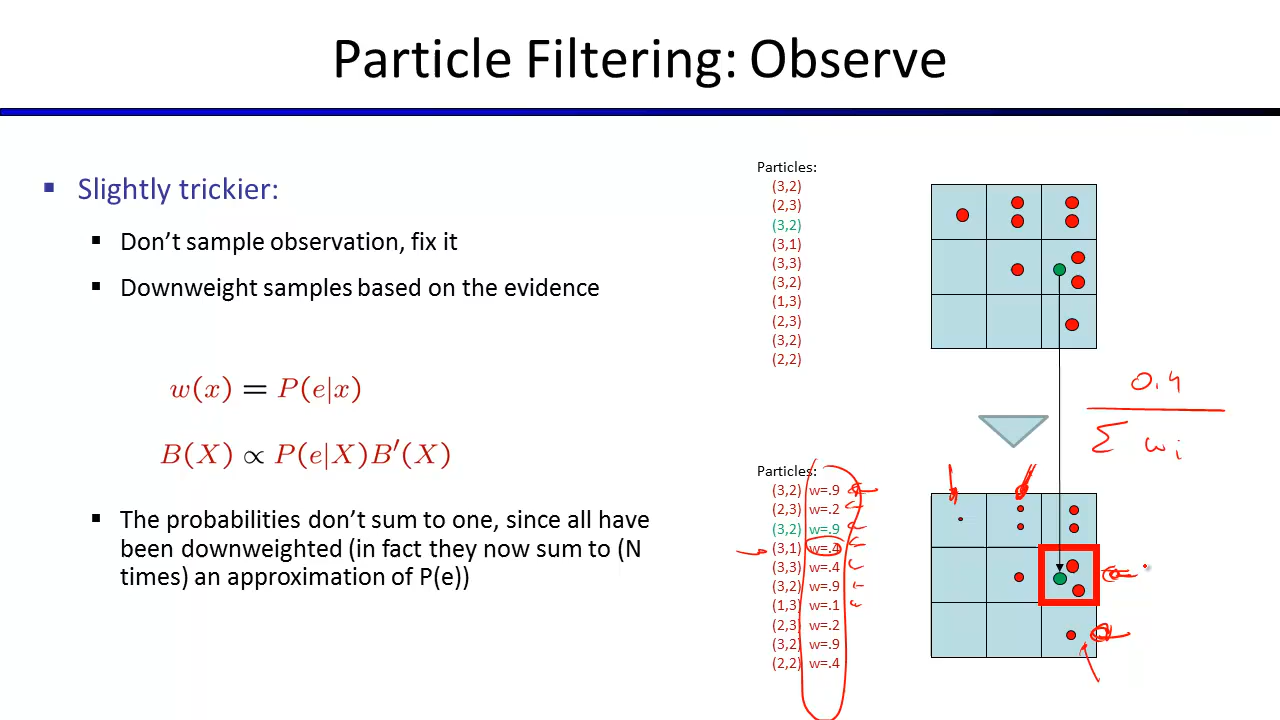 Particle Filtering: Observe
▪ Slightly trickier:
▪ Don't sample observation, fix it
▪ Downweight samples based on the evidence
w(x) = P(e|x)
B(X) ∝ P(e|X)B′(X)
▪ The probabilities don't sum to one, since all have
been downweighted (in fact they now sum to (N
times) an approximation of P(e))
Particles:
(3,2)
(2,3)
(3,2)
(3,1)
(3,3)
(3,2)
(1,3)
(2,3)
(3,2)
(2,2)
0.4
Σ wi
Particles:
(3,2) w=.9
(2,3) w=.2
(3,2) w=.9
(3,1) w=.4
(3,3) w=.4
(3,2) w=.9
(1,3) w=.1
(2,3) w=.2
(3,2) w=.9
(2,2) w=.4